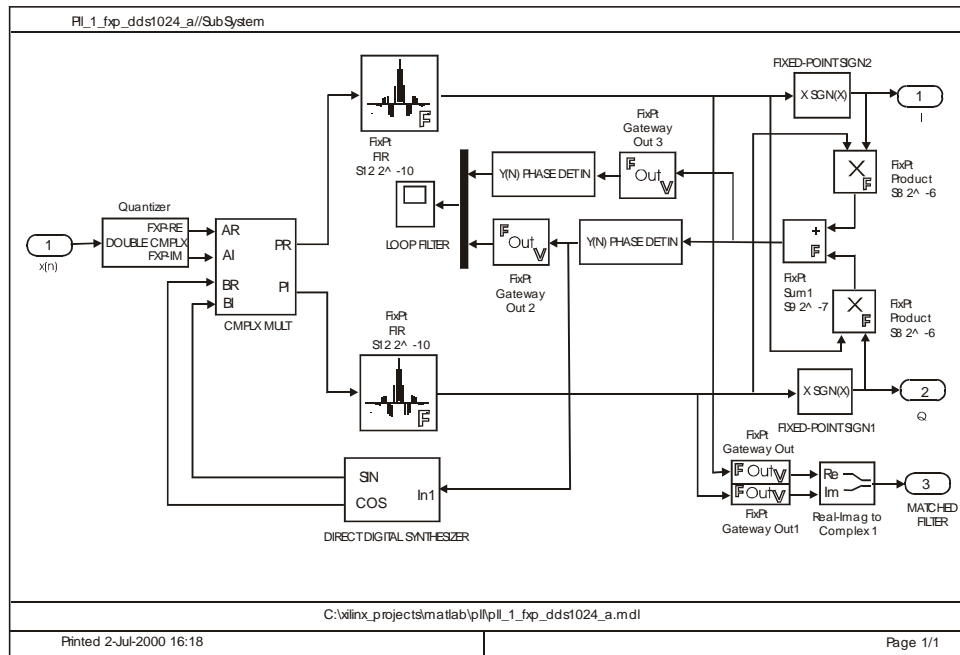 Pll_1_fxp_dds1024_a//SubSystem
FIXED-POINT SIGN2
X SGN(X)
1
I
F
FixPt
FIR
S12 2^ -10
FixPt
Gateway
Out 3
Y(N) PHASE DET IN
F Out V
X
F
FixPt
Product
S8 2^ -6
Quantizer
FXP-RE
DOUBLE CMPLX
FXP-IM
1
x(n)
AR
AI
BR
BI
PR
PI
CMPLX MULT
LOOP FILTER
F Out V
FixPt
Gateway
Out 2
Y(N) PHASE DET IN
+
F
FixPt
Sum1
S9 2^ -7
X
F
FixPt
Product
S8 2^ -6
FixPt
FIR
S12 2^ -10
F
X SGN(X)
FIXED-POINT SIGN1
2
Q
FixPt
Gateway Out
F Out V
F Out V
FixPt
Gateway Out1
Re
Im
Real-Imag to
Complex 1
3
MATCHED
FILTER
SIN
COS
In1
DIRECT DIGITAL SYNTHESIZER
C:\xilinx_projects\matlab\pll\pll_1_fxp_dds1024_a.mdl
Printed 2-Jul-2000 16:18
Page 1/1